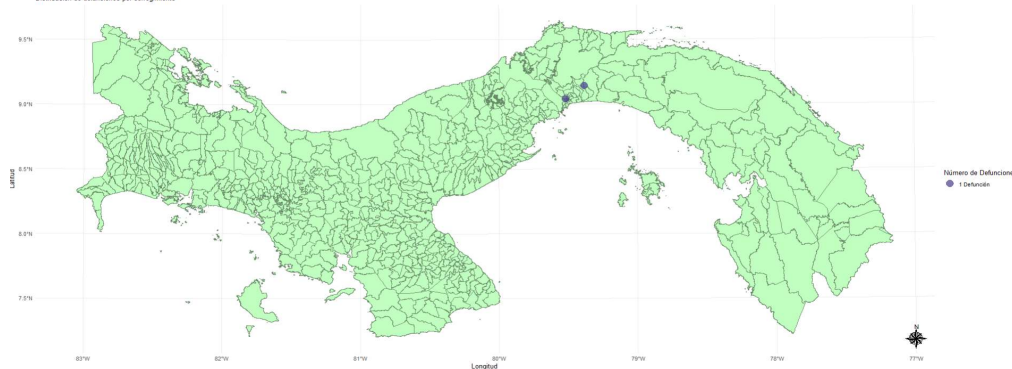 9.5°N
9.0°N
8.5°N
8.0°N
7.5°N
Latitud
83°W
82°W
81°W
80°W
79°W
78°W
77°W
Longitud
Número de Defuncione
1 Defunción
N